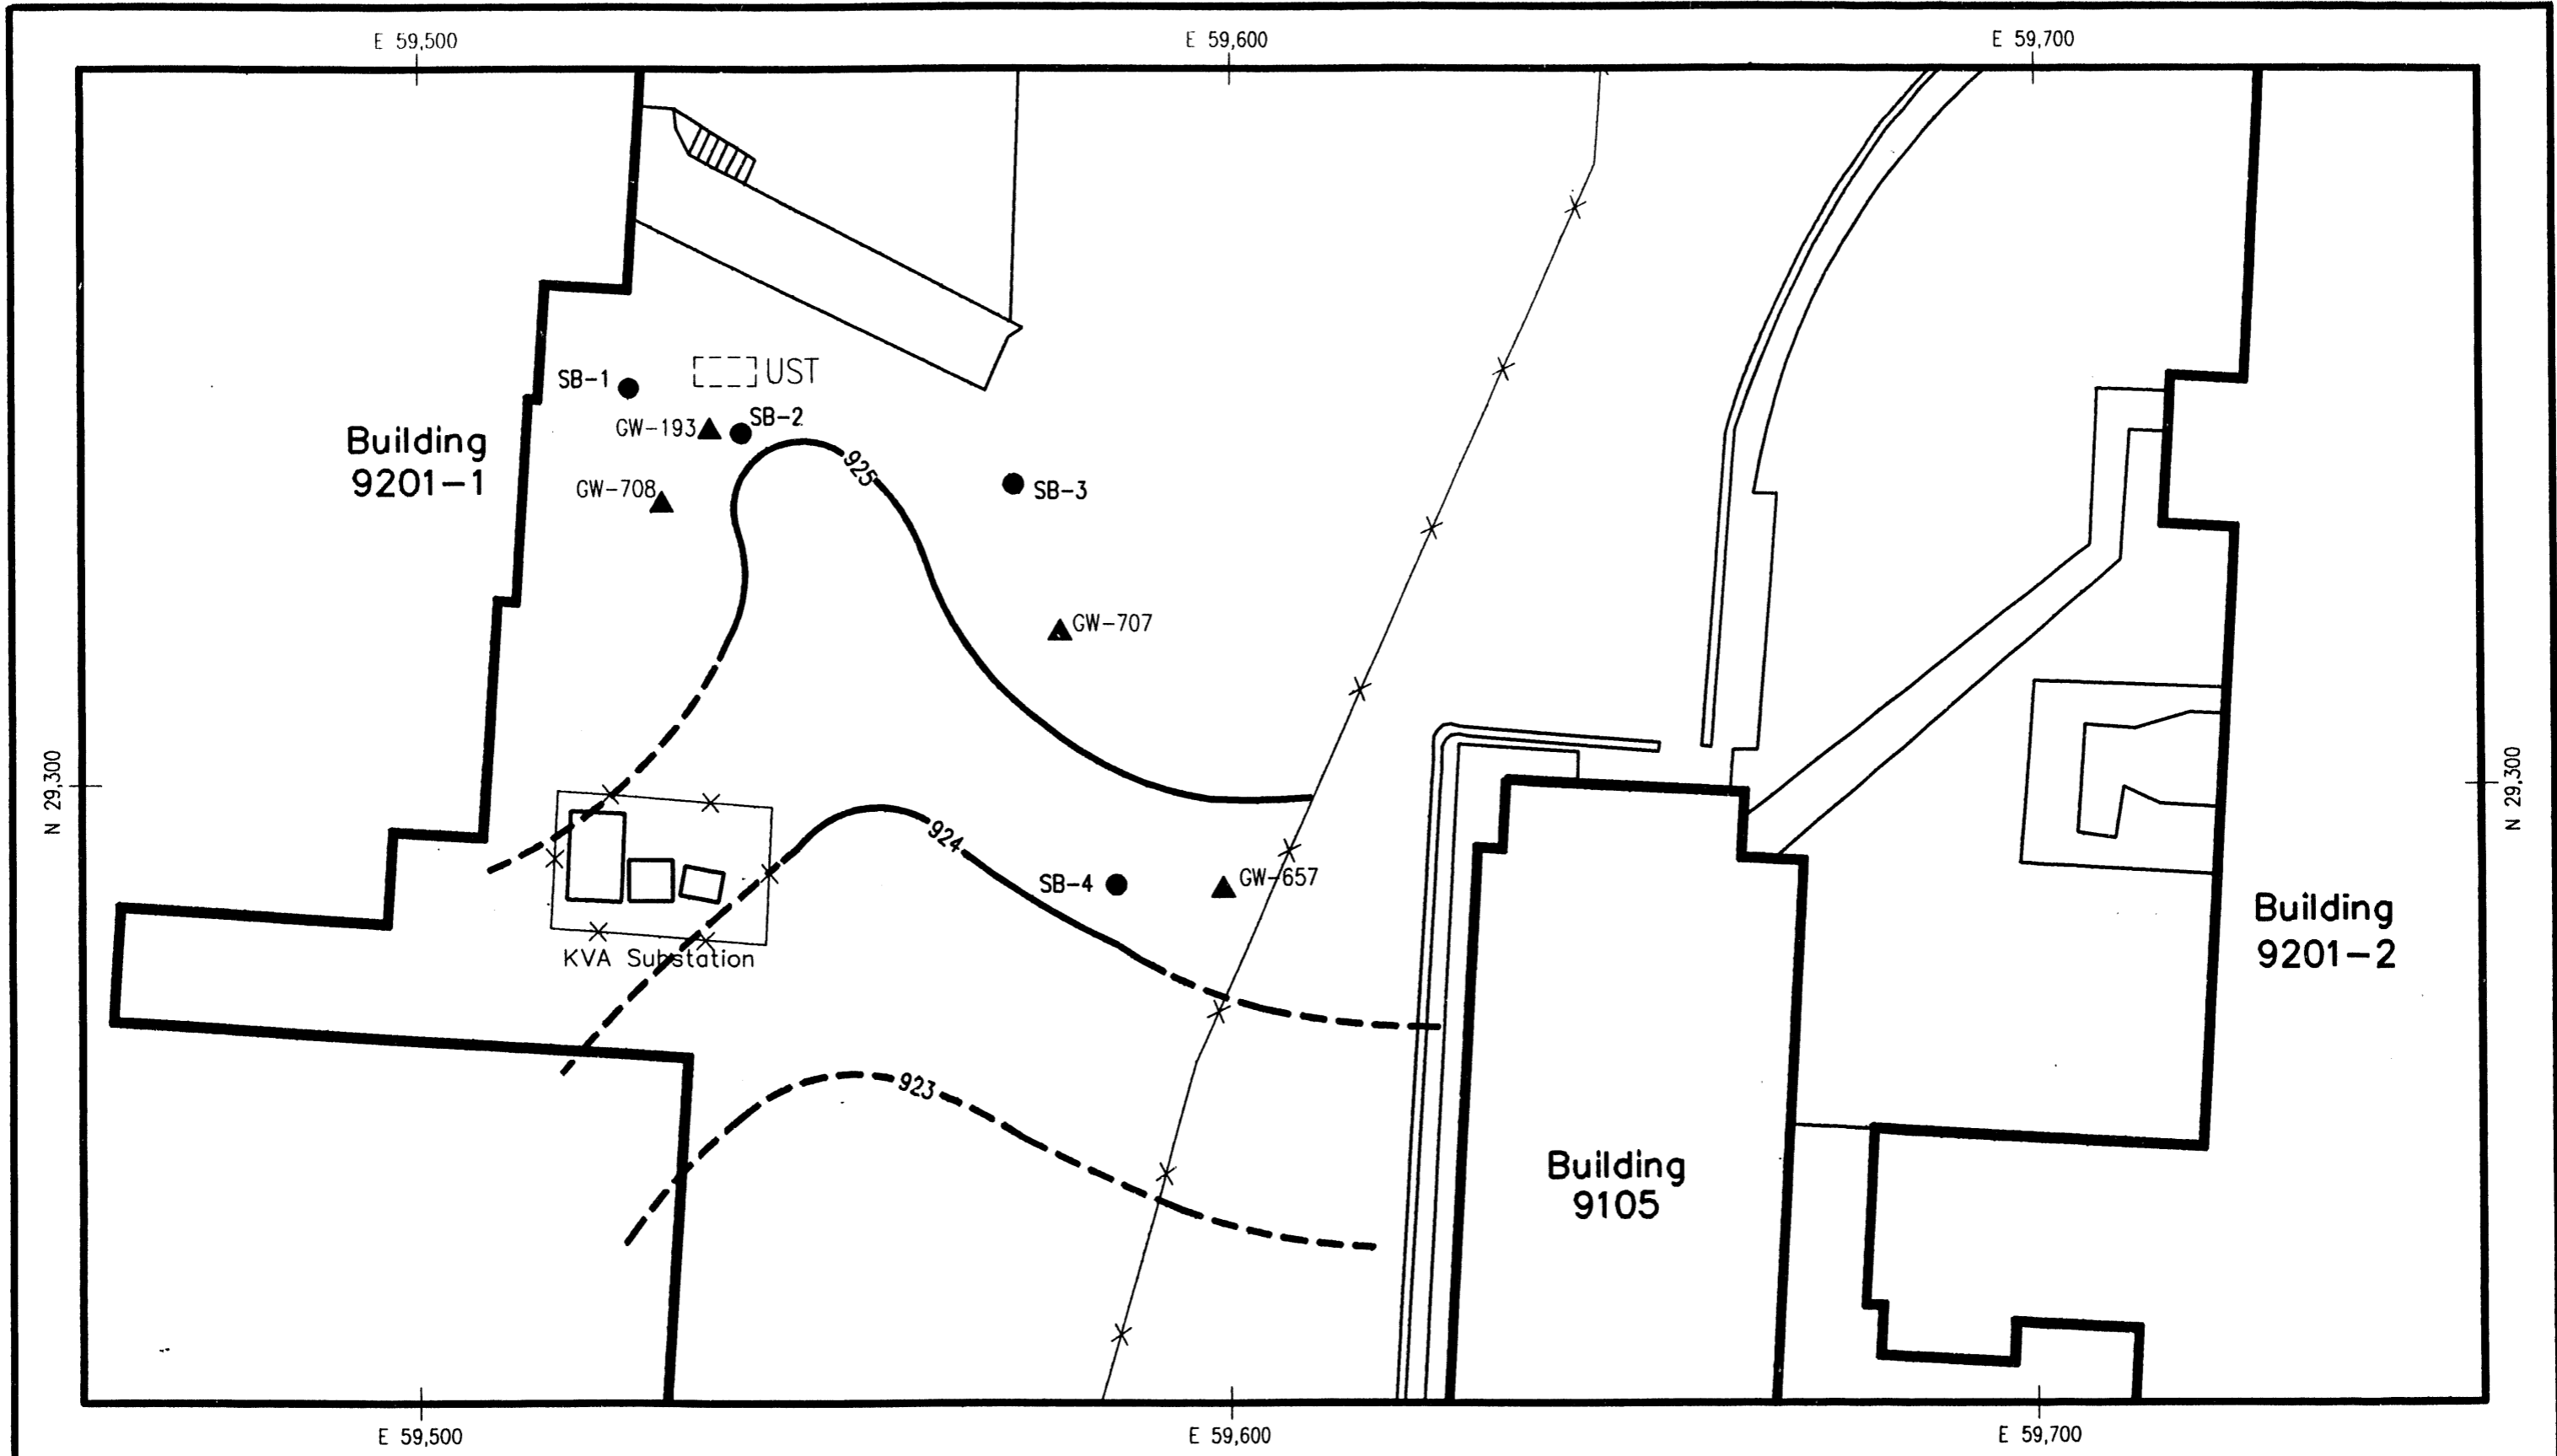 E 59,500
E 59,600
E 59,700
UST
SB-1
SB-2
GW-193
Building
9201-1
925
GW-708
SB-3
GW-707
N 29,300
N 29,300
924
SB-4
GW-657
Building
9201-2
KVA Substation
923
Building
9105
E 59,500
E 59,600
E 59,700